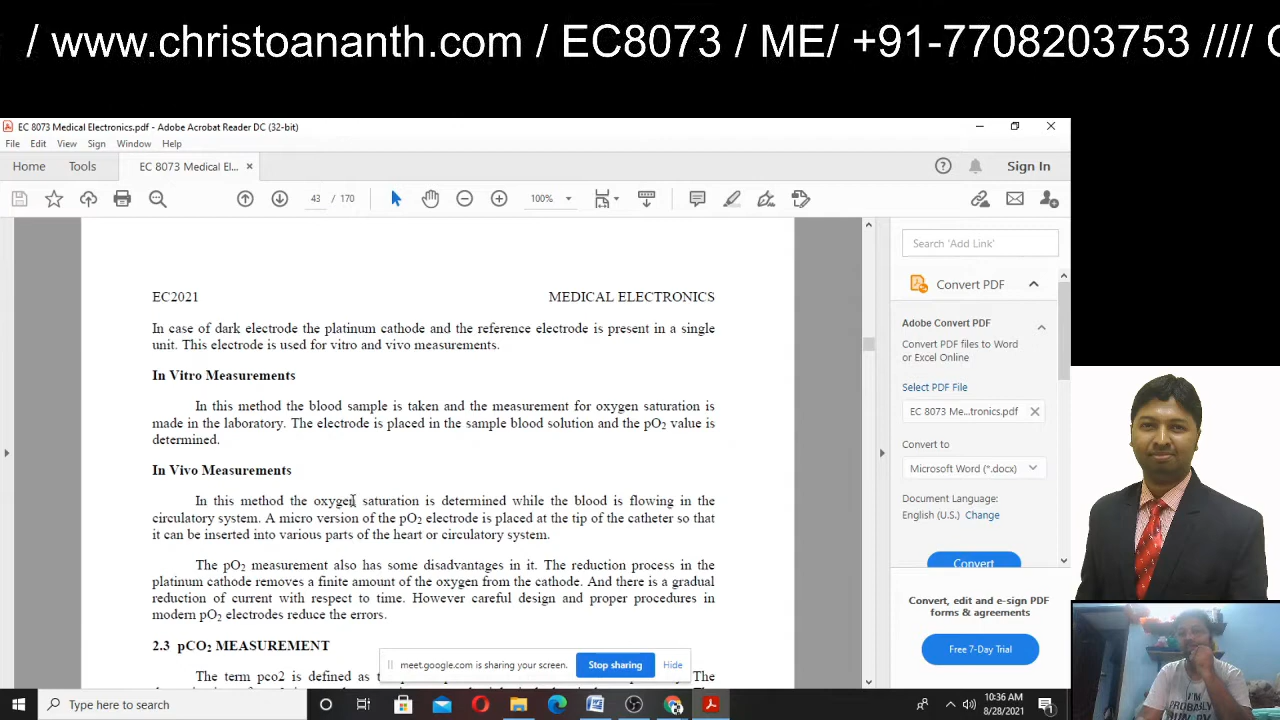 / www.christoananth.com / EC8073 / ME/ +91-7708203753 //// C
EC 8073 Medical Electronics.pdf - Adobe Acrobat Reader DC (32-bit)
File Edit View Sign Window Help
Home Tools EC 8073 Medical El... × Sign In
43 / 170 100%
Search 'Add Link'
Convert PDF
Adobe Convert PDF
Convert PDF files to Word
or Excel Online
Select PDF File
EC 8073 Me...tronics.pdf
Convert to
Microsoft Word (*.docx)
Document Language:
English (U.S.) Change
Convert
Convert, edit and e-sign PDF
forms & agreements
Free 7-Day Trial
EC2021 MEDICAL ELECTRONICS
In case of dark electrode the platinum cathode and the reference electrode is present in a single
unit. This electrode is used for vitro and vivo measurements.
In Vitro Measurements
In this method the blood sample is taken and the measurement for oxygen saturation is
made in the laboratory. The electrode is placed in the sample blood solution and the pO2 value is
determined.
In Vivo Measurements
In this method the oxygen saturation is determined while the blood is flowing in the
circulatory system. A micro version of the pO2 electrode is placed at the tip of the catheter so that
it can be inserted into various parts of the heart or circulatory system.
The pO2 measurement also has some disadvantages in it. The reduction process in the
platinum cathode removes a finite amount of the oxygen from the cathode. And there is a gradual
reduction of current with respect to time. However careful design and proper procedures in
modern pO2 electrodes reduce the errors.
2.3 pCO2 MEASUREMENT
The term pco2 is defined as The
meet.google.com is sharing your screen. Stop sharing Hide
I'M
PROBABLY
Type here to search
10:36 AM
8/28/2021
1